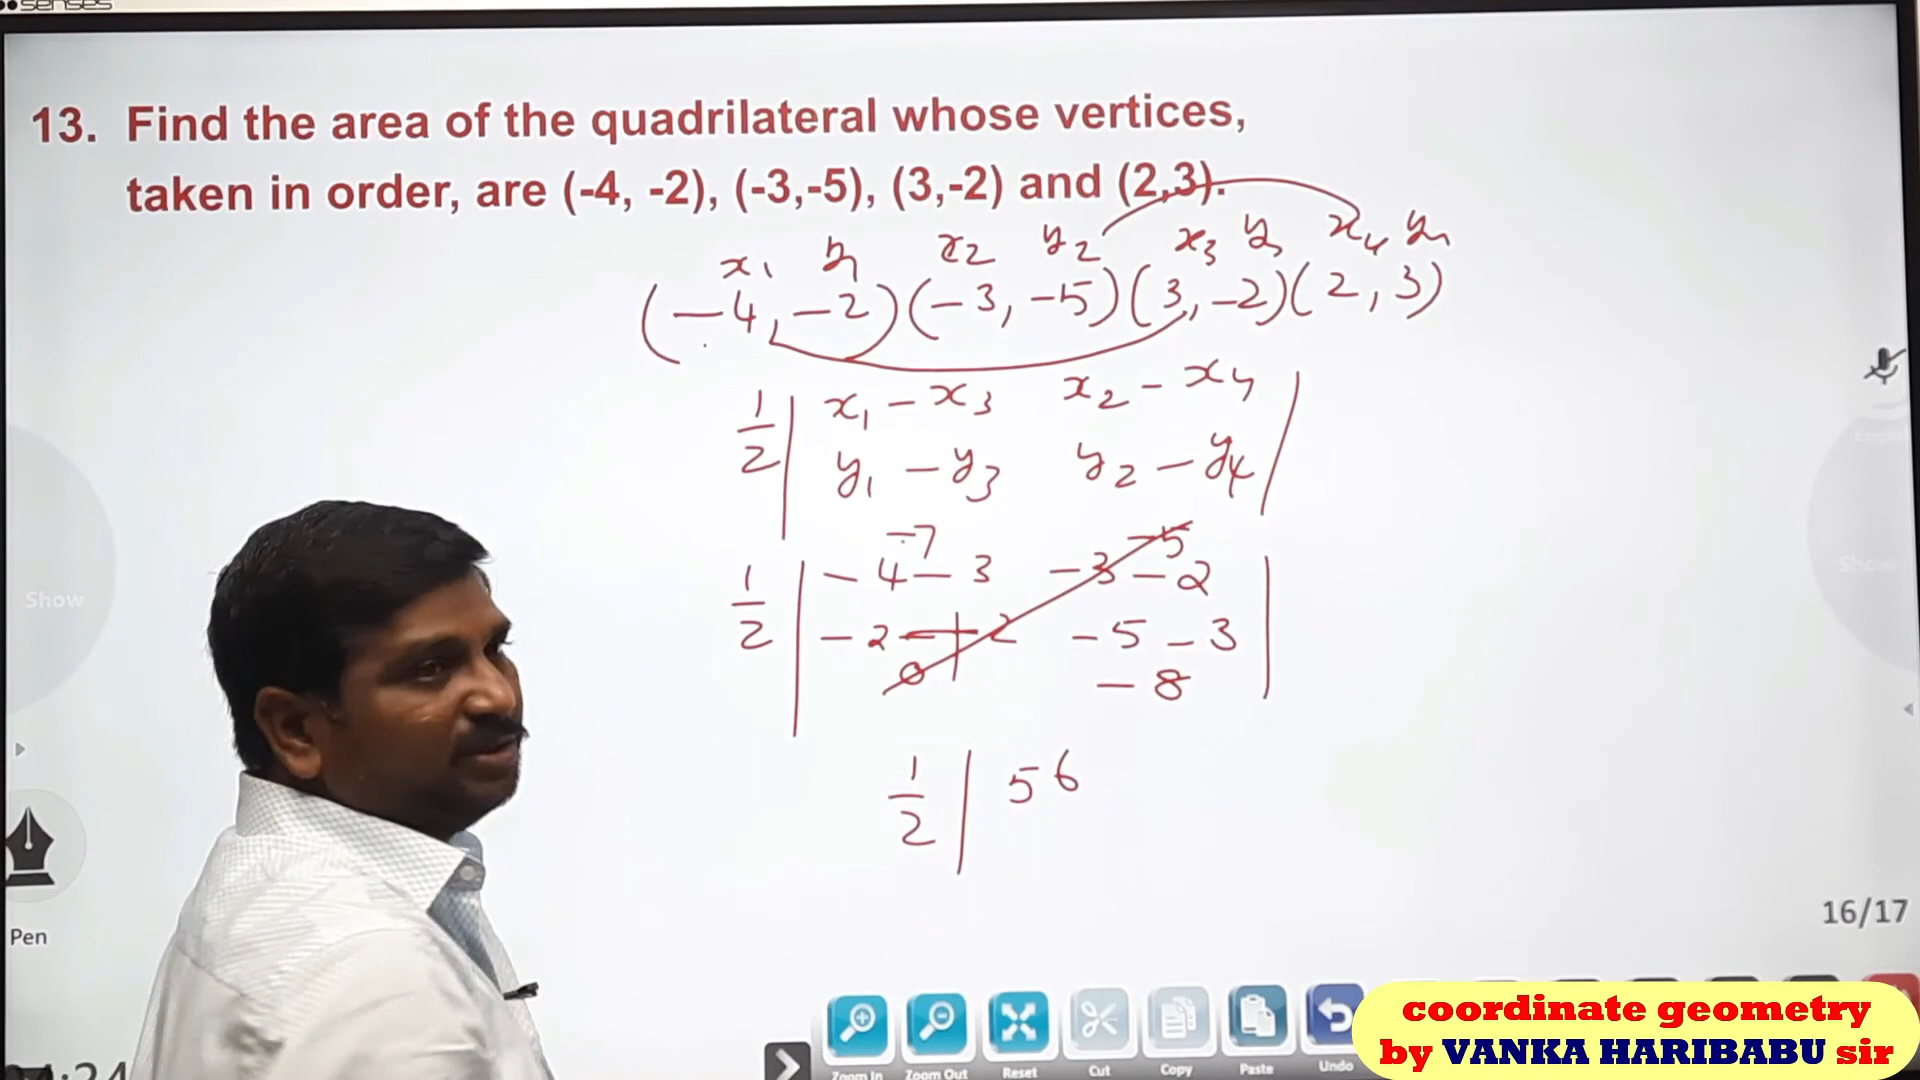 senses
13. Find the area of the quadrilateral whose vertices,
taken in order, are (-4, -2), (-3,-5), (3,-2) and (2,3).
x₁ y₁ x₂ y₂ x₃ y₃ x₄ y₄
(-4, -2) (-3, -5) (3, -2) (2, 3)
1/2 | x₁ - x₃ x₂ - x₄ |
y₁ - y₃ y₂ - y₄
-7 -5
1/2 | -4 - 3 -3 - 2 |
-2 + 2 -5 - 3
0 -8
1/2 | 56
Show
Show
Pen
16/17
Zoom In Zoom Out Reset Cut Copy Paste Undo
coordinate geometry
by VANKA HARIBABU sir